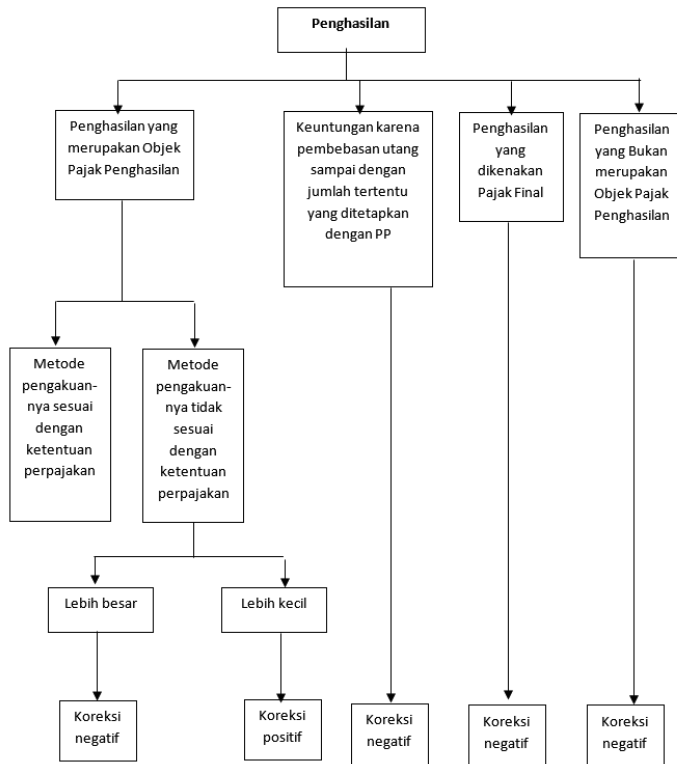 Penghasilan
Penghasilan yang
merupakan Objek
Pajak Penghasilan
Keuntungan karena
pembebasan utang
sampai dengan
jumlah tertentu
yang ditetapkan
dengan PP
Penghasilan
yang
dikenakan
Pajak Final
Penghasilan
yang Bukan
merupakan
Objek Pajak
Penghasilan
Metode
pengakuan-
nya sesuai
dengan
ketentuan
perpajakan
Metode
pengakuan-
nya tidak
sesuai
dengan
ketentuan
perpajakan
Lebih besar
Lebih kecil
Koreksi
negatif
Koreksi
positif
Koreksi
negatif
Koreksi
negatif
Koreksi
negatif